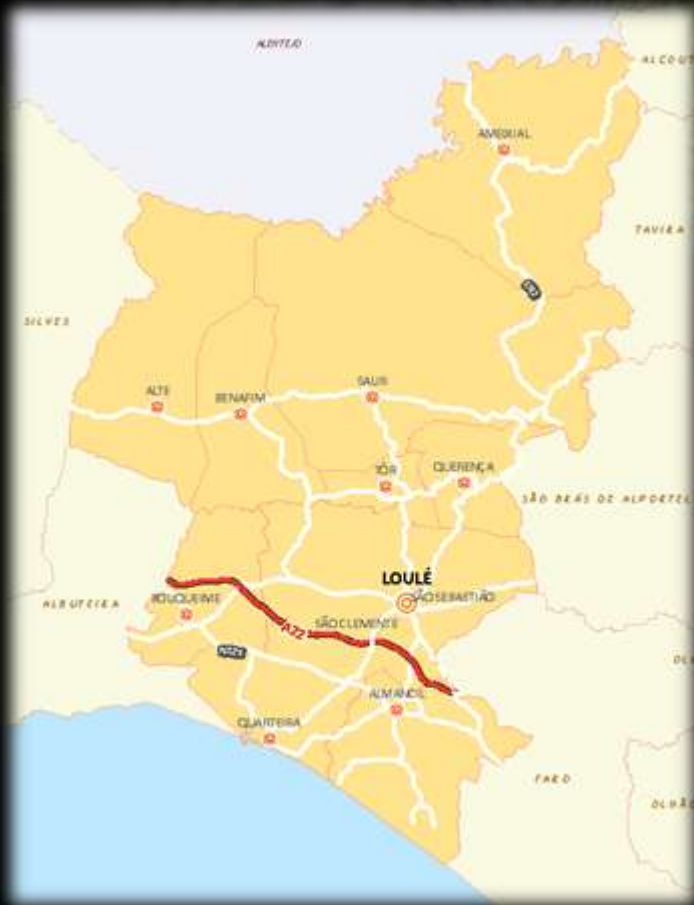 ALENTEJO
ALCOUT
AMEIXIAL
TAVIRA
SILVES
ALTE
BENAFIM
SALIR
TÔR
QUERENÇA
SÃO BRÁS DE ALPORTEL
LOULÉ
ALBUFEIRA
BOLIQUEIME
SÃO SEBASTIÃO
A22
SÃO CLEMENTE
N125
OL
ALMANCIL
QUARTEIRA
FARO
OLHÃO